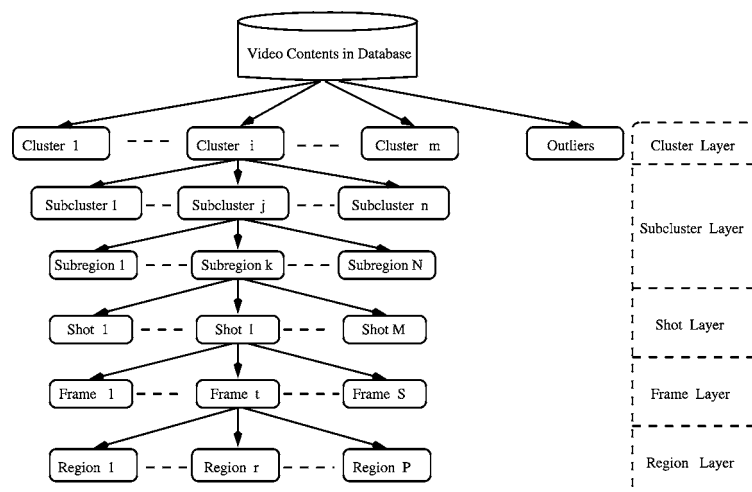 Video Contents in Database
Cluster 1
Cluster i
Cluster m
Outliers
Cluster Layer
Subcluster 1
Subcluster j
Subcluster n
Subcluster Layer
Subregion 1
Subregion k
Subregion N
Shot 1
Shot l
Shot M
Shot Layer
Frame 1
Frame t
Frame S
Frame Layer
Region 1
Region r
Region P
Region Layer